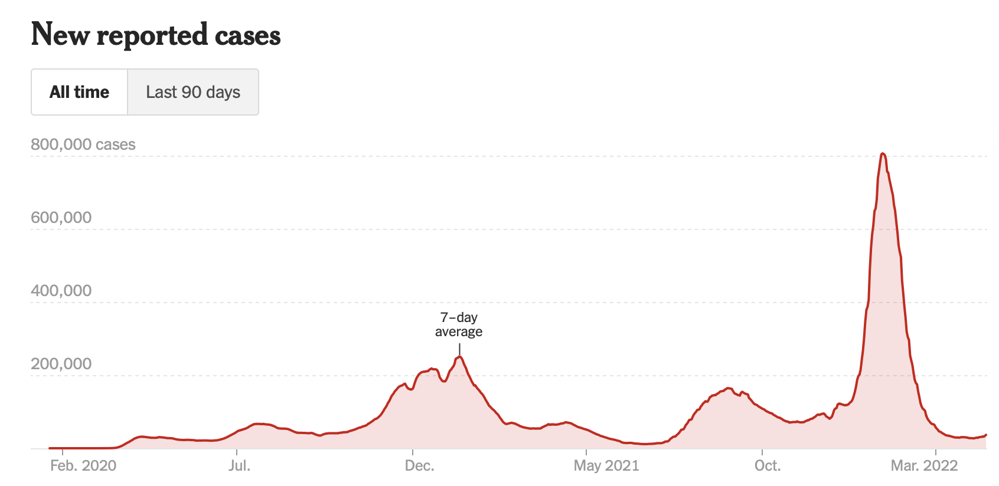 New reported cases
All time
Last 90 days
800,000 cases
600,000
400,000
7-day
average
200,000
Feb. 2020
Jul.
Dec.
May 2021
Oct.
Mar. 2022